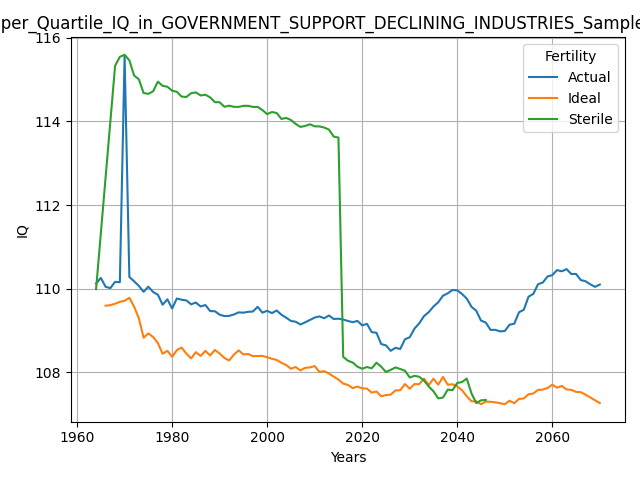 per_Quartile_IQ_in_GOVERNMENT_SUPPORT_DECLINING_INDUSTRIES_Sample
116
114
112
110
108
IQ
Fertility
Actual
Ideal
Sterile
1960 1980 2000 2020 2040 2060
Years